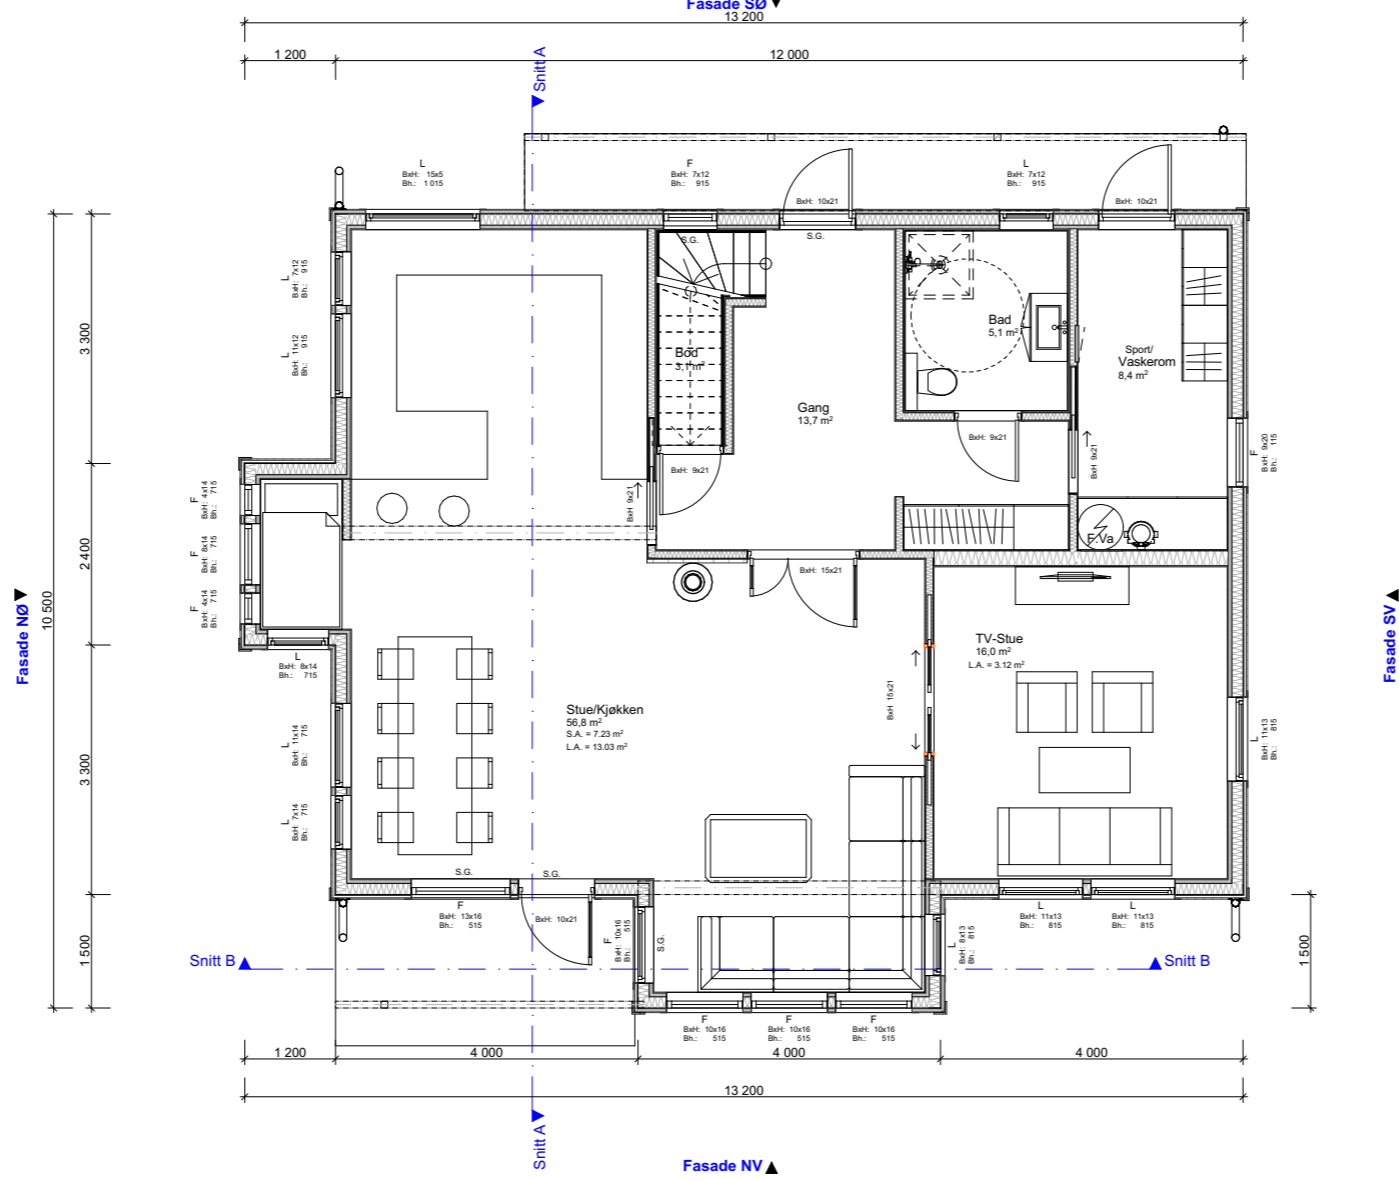 Fasade SØ
13 200
1 200
12 000
Snitt A
L
BxH: 15x5
Bh.: 1 015
F
BxH: 7x12
Bh.: 915
L
BxH: 7x12
Bh.: 915
BxH: 10x21
BxH: 10x21
S.G.
S.G.
L
BxH: 7x12
Bh.: 915
L
BxH: 11x12
Bh.: 915
3 300
Bad
5,1 m²
Sport/
Vaskerom
8,4 m²
Bod
3,1 m²
Gang
13,7 m²
BxH: 9x21
BxH: 9x21
BxH 9x21
BxH 9x21
F
BxH: 9x20
Bh.: 115
F
BxH: 4x14
Bh.: 715
F
BxH: 8x14
Bh.: 715
F
BxH: 4x14
Bh.: 715
2 400
10 500
F.Va
BxH: 15x21
Fasade NØ
Fasade SV
L
BxH: 8x14
Bh.: 715
TV-Stue
16,0 m²
L.A. = 3.12 m²
BxH 15x21
Stue/Kjøkken
56,8 m²
S.A. = 7.23 m²
L.A. = 13.03 m²
L
BxH: 11x14
Bh.: 715
L
BxH: 7x14
Bh.: 715
L
BxH: 11x13
Bh.: 815
3 300
S.G.
S.G.
F
BxH: 13x16
Bh.: 515
BxH: 10x21
F
BxH: 10x16
Bh.: 515
S.G.
L
BxH: 8x13
Bh.: 815
L
BxH: 11x13
Bh.: 815
L
BxH: 11x13
Bh.: 815
1 500
1 500
Snitt B
Snitt B
F
BxH: 10x16
Bh.: 515
F
BxH: 10x16
Bh.: 515
F
BxH: 10x16
Bh.: 515
1 200
4 000
4 000
4 000
13 200
Snitt A
Fasade NV